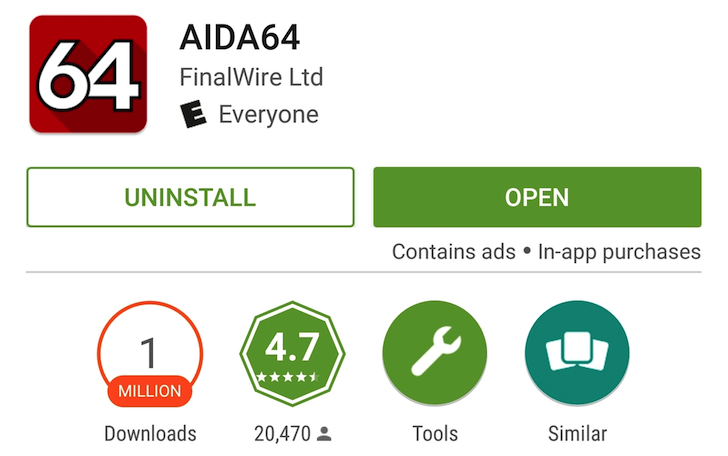 64
AIDA64
FinalWire Ltd
E Everyone
UNINSTALL
OPEN
Contains ads • In-app purchases
1
MILLION
Downloads
4.7
20,470
Tools
Similar